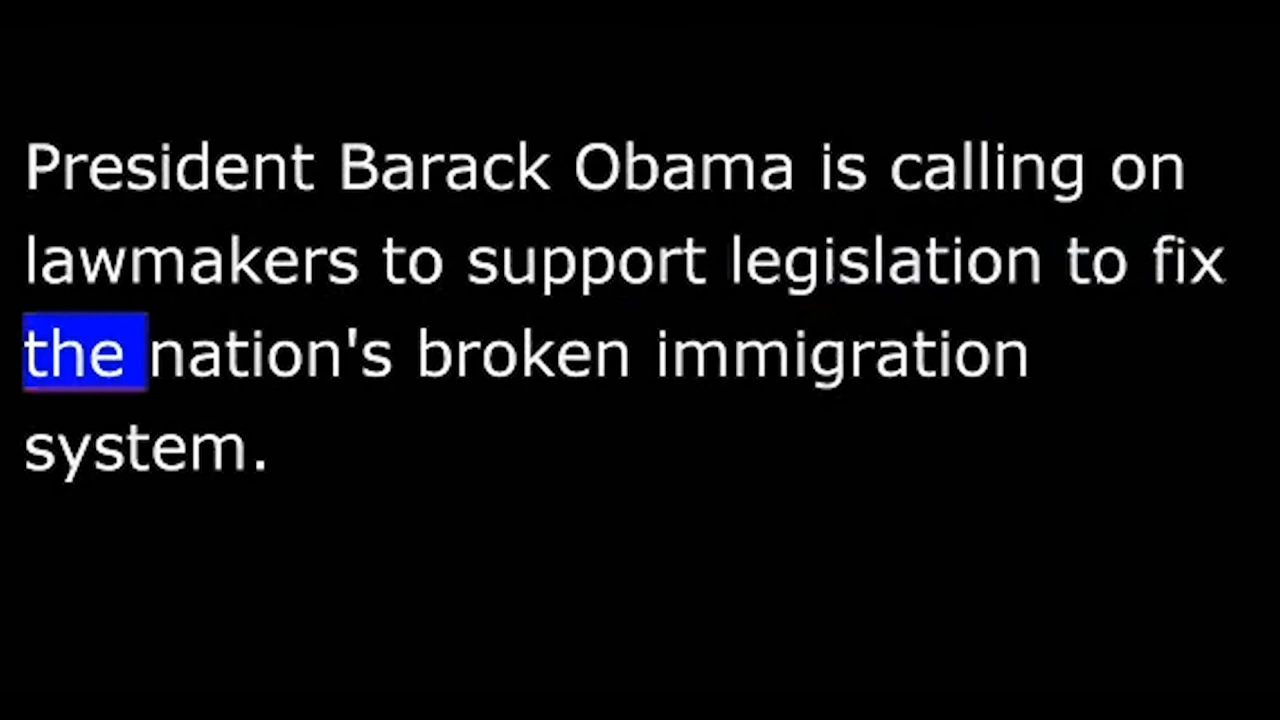 President Barack Obama is calling on
lawmakers to support legislation to fix
the nation's broken immigration
system.